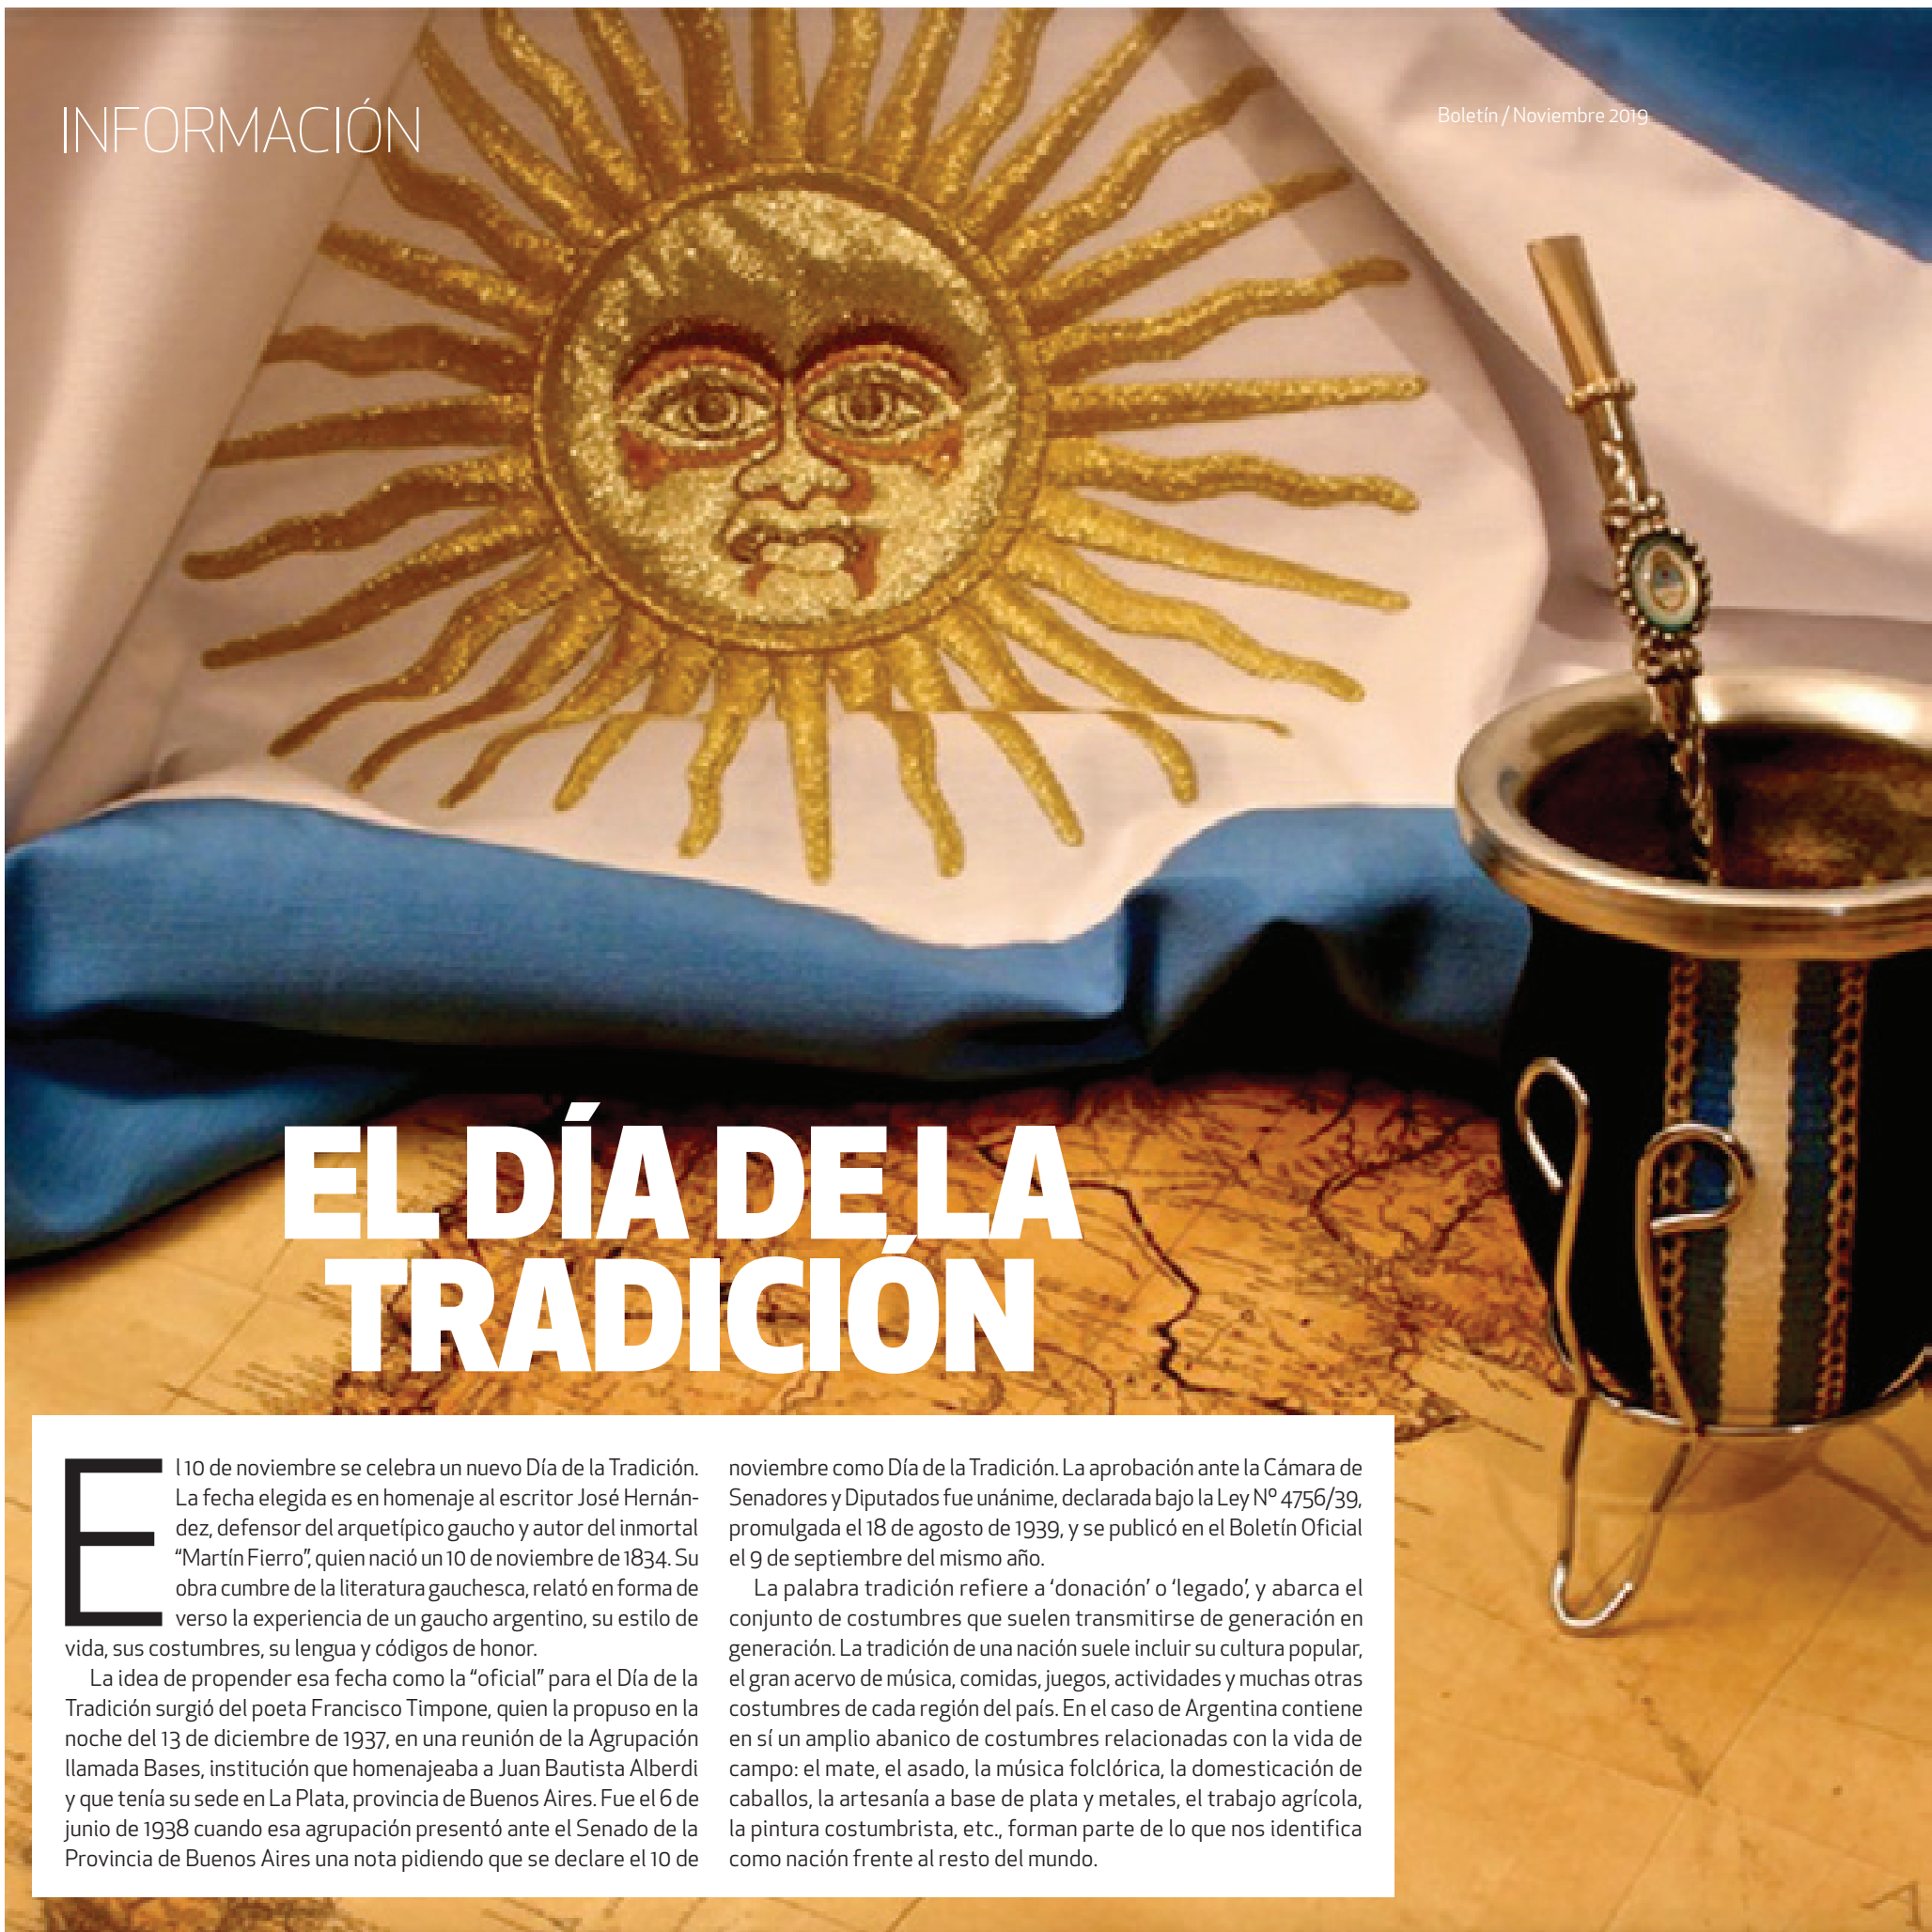 INFORMACIÓN
Boletín / Noviembre 2019
EL DÍA DE LA
TRADICIÓN
El 10 de noviembre se celebra un nuevo Día de la Tradición.
La fecha elegida es en homenaje al escritor José Hernán-
dez, defensor del arquetípico gaucho y autor del inmortal
“Martín Fierro”, quien nació un 10 de noviembre de 1834. Su
obra cumbre de la literatura gauchesca, relató en forma de
verso la experiencia de un gaucho argentino, su estilo de
vida, sus costumbres, su lengua y códigos de honor.
La idea de propender esa fecha como la “oficial” para el Día de la
Tradición surgió del poeta Francisco Timpone, quien la propuso en la
noche del 13 de diciembre de 1937, en una reunión de la Agrupación
llamada Bases, institución que homenajeaba a Juan Bautista Alberdi
y que tenía su sede en La Plata, provincia de Buenos Aires. Fue el 6 de
junio de 1938 cuando esa agrupación presentó ante el Senado de la
Provincia de Buenos Aires una nota pidiendo que se declare el 10 de
noviembre como Día de la Tradición. La aprobación ante la Cámara de
Senadores y Diputados fue unánime, declarada bajo la Ley Nº 4756/39,
promulgada el 18 de agosto de 1939, y se publicó en el Boletín Oficial
el 9 de septiembre del mismo año.
La palabra tradición refiere a ‘donación’ o ‘legado’, y abarca el
conjunto de costumbres que suelen transmitirse de generación en
generación. La tradición de una nación suele incluir su cultura popular,
el gran acervo de música, comidas, juegos, actividades y muchas otras
costumbres de cada región del país. En el caso de Argentina contiene
en sí un amplio abanico de costumbres relacionadas con la vida de
campo: el mate, el asado, la música folclórica, la domesticación de
caballos, la artesanía a base de plata y metales, el trabajo agrícola,
la pintura costumbrista, etc., forman parte de lo que nos identifica
como nación frente al resto del mundo.